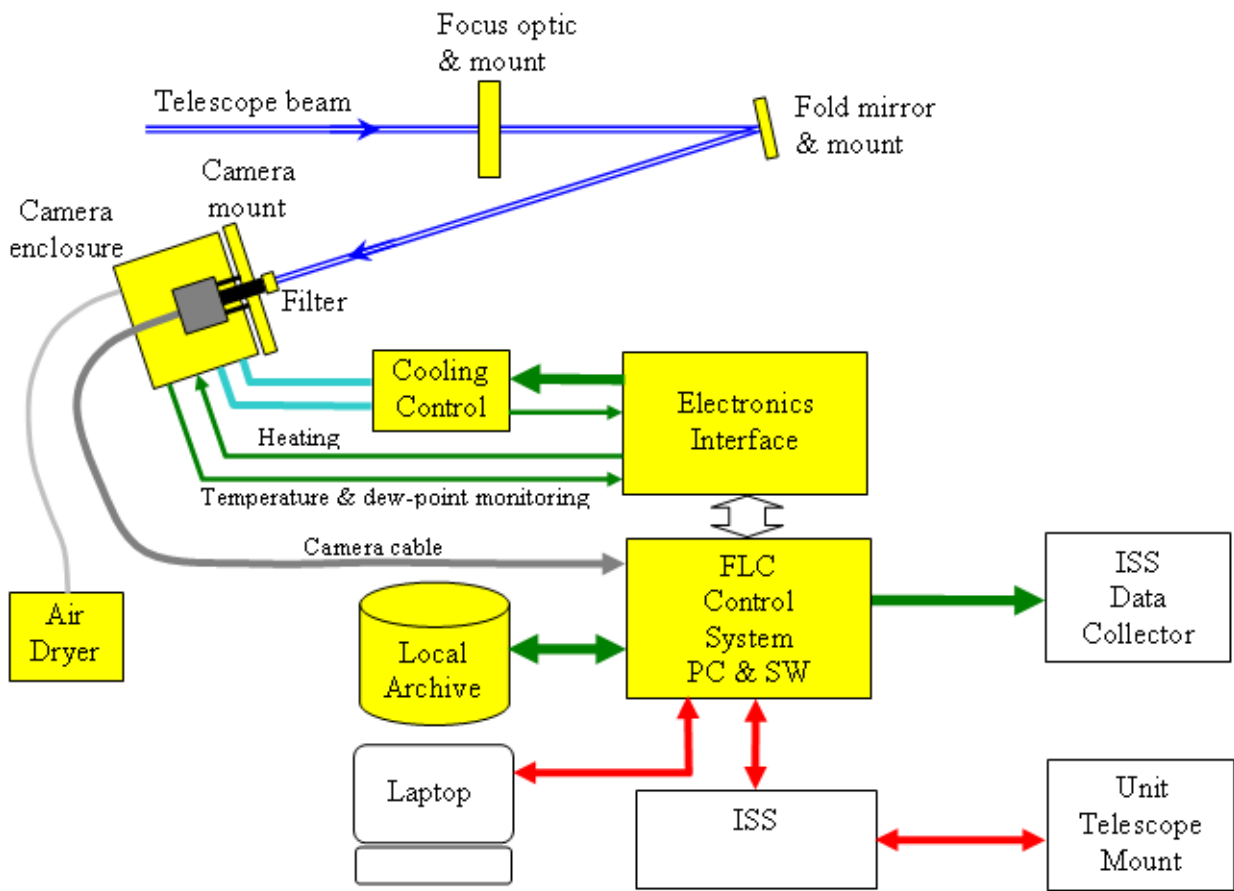 Focus optic
& mount
Telescope beam
Fold mirror
& mount
Camera
mount
Camera
enclosure
Filter
Cooling
Control
Electronics
Interface
Heating
Temperature & dew-point monitoring
Camera cable
FLC
Control
System
PC & SW
ISS
Data
Collector
Air
Dryer
Local
Archive
Laptop
ISS
Unit
Telescope
Mount